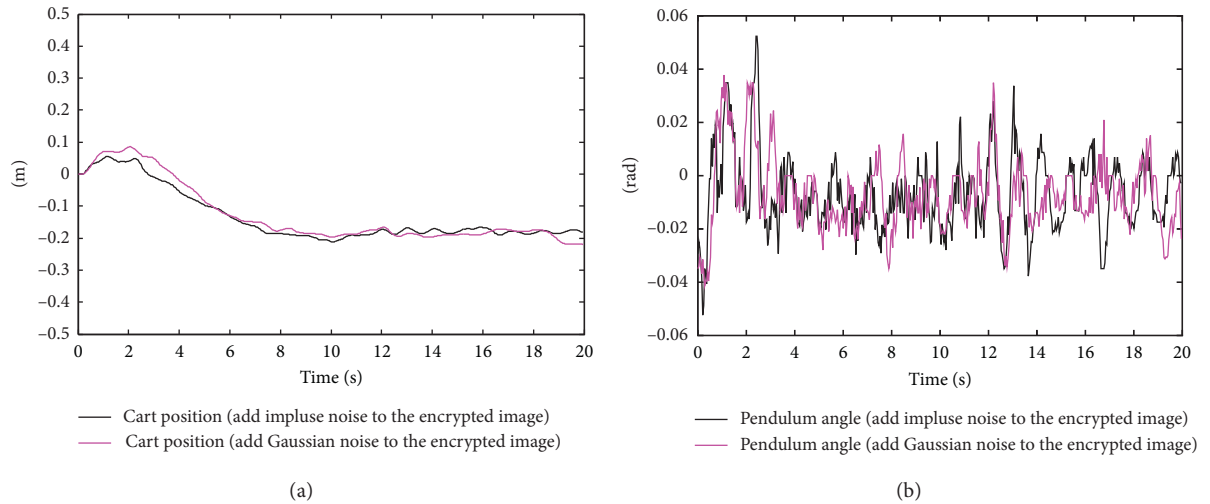 0.5
0.4
0.3
0.2
0.1
0
–0.1
–0.2
–0.3
–0.4
–0.5
(m)
0 2 4 6 8 10 12 14 16 18 20
Time (s)
Cart position (add impluse noise to the encrypted image)
Cart position (add Gaussian noise to the encrypted image)
(a)
0.06
0.04
0.02
0
–0.02
–0.04
–0.06
(rad)
0 2 4 6 8 10 12 14 16 18 20
Time (s)
Pendulum angle (add impluse noise to the encrypted image)
Pendulum angle (add Gaussian noise to the encrypted image)
(b)